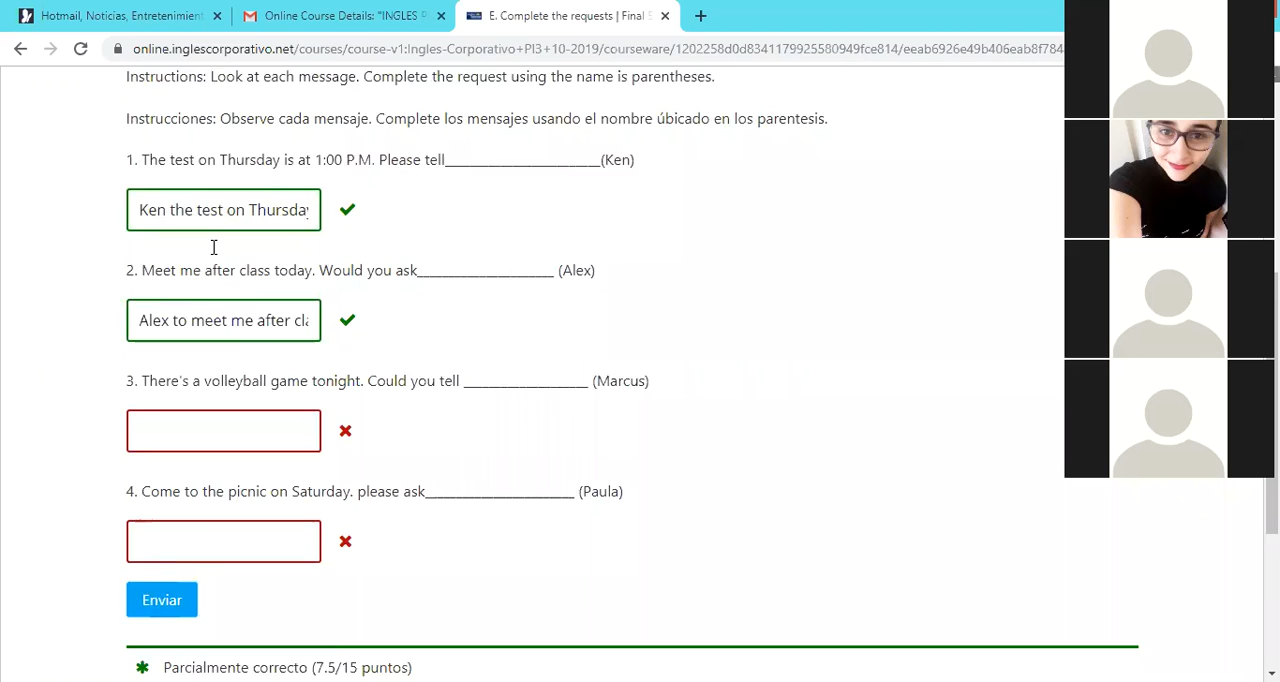 Hotmail, Noticias, Entretenimient
Online Course Details: "INGLES P
E. Complete the requests | Final S
online.inglescorporativo.net/courses/course-v1:Ingles-Corporativo+PI3+10-2019/courseware/1202258d0d8341179925580949fce814/eeab6926e49b406eab8f784
Instructions: Look at each message. Complete the request using the name is parentheses.
Instrucciones: Observe cada mensaje. Complete los mensajes usando el nombre úbicado en los parentesis.
1. The test on Thursday is at 1:00 P.M. Please tell____________________(Ken)
Ken the test on Thursday
2. Meet me after class today. Would you ask__________________ (Alex)
Alex to meet me after cla
3. There's a volleyball game tonight. Could you tell ________________ (Marcus)
4. Come to the picnic on Saturday. please ask___________________ (Paula)
Enviar
Parcialmente correcto (7.5/15 puntos)